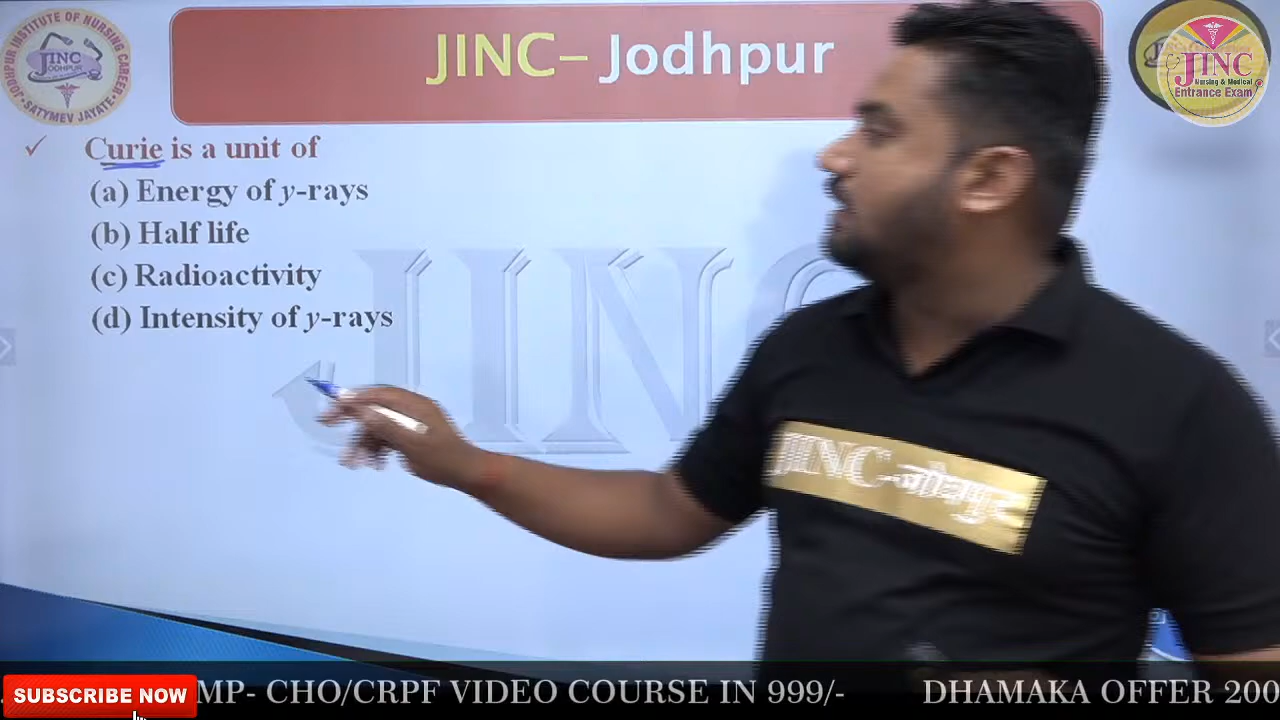 JODHPUR INSTITUTE OF NURSING CAREER
JINC
JODHPUR
SATYMEV JAYATE
JINC– Jodhpur
JINC
Nursing & Medical
Entrance Exam
✓ Curie is a unit of
(a) Energy of y-rays
(b) Half life
(c) Radioactivity
(d) Intensity of y-rays
JINC
JINC-जोधपुर
SUBSCRIBE NOW
MP- CHO/CRPF VIDEO COURSE IN 999/- DHAMAKA OFFER 200